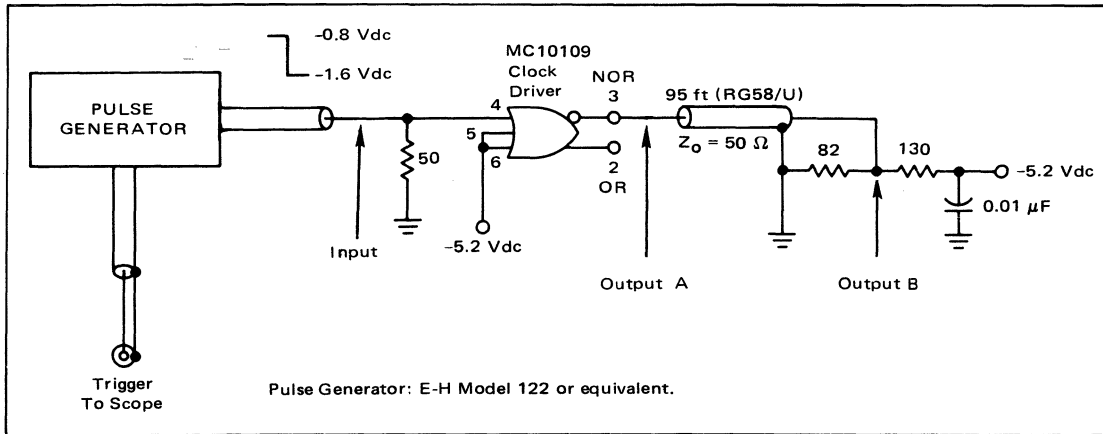 -0.8 Vdc
-1.6 Vdc
PULSE
GENERATOR
MC10109
Clock
Driver
NOR
3
4
5
6
2
OR
50
-5.2 Vdc
Input
95 ft (RG58/U)
Z₀ = 50 Ω
82
130
-5.2 Vdc
0.01 μF
Output A
Output B
Trigger
To Scope
Pulse Generator: E-H Model 122 or equivalent.